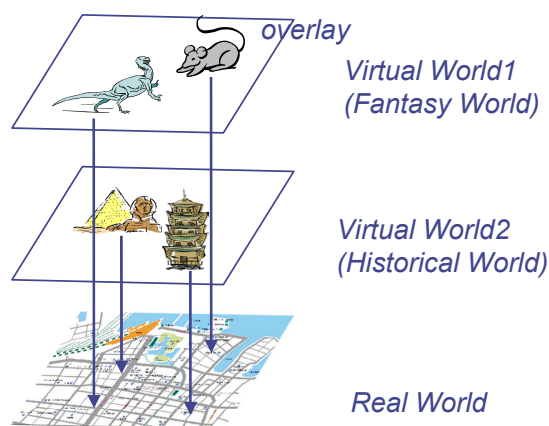 overlay
Virtual World1
(Fantasy World)
Virtual World2
(Historical World)
Real World